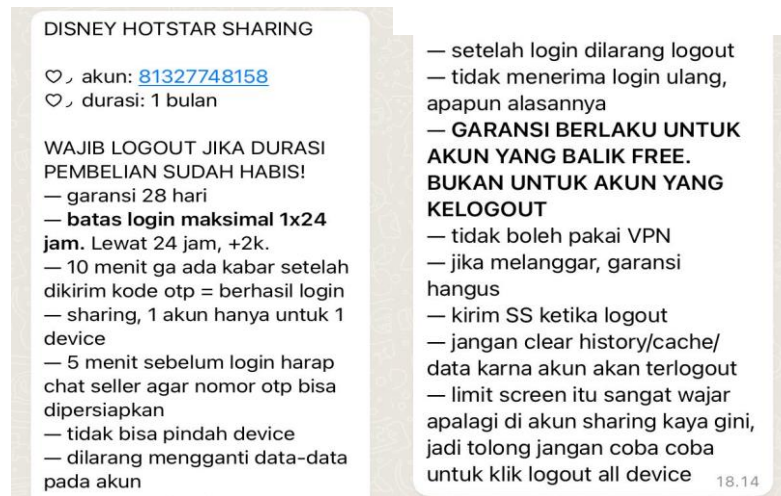 DISNEY HOTSTAR SHARING
♡⸝ akun: 81327748158
♡⸝ durasi: 1 bulan
WAJIB LOGOUT JIKA DURASI
PEMBELIAN SUDAH HABIS!
— garansi 28 hari
— batas login maksimal 1x24
jam. Lewat 24 jam, +2k.
— 10 menit ga ada kabar setelah
dikirim kode otp = berhasil login
— sharing, 1 akun hanya untuk 1
device
— 5 menit sebelum login harap
chat seller agar nomor otp bisa
dipersiapkan
— tidak bisa pindah device
— dilarang mengganti data-data
pada akun
— setelah login dilarang logout
— tidak menerima login ulang,
apapun alasannya
— GARANSI BERLAKU UNTUK
AKUN YANG BALIK FREE.
BUKAN UNTUK AKUN YANG
KELOGOUT
— tidak boleh pakai VPN
— jika melanggar, garansi
hangus
— kirim SS ketika logout
— jangan clear history/cache/
data karna akun akan terlogout
— limit screen itu sangat wajar
apalagi di akun sharing kaya gini,
jadi tolong jangan coba coba
untuk klik logout all device 18.14